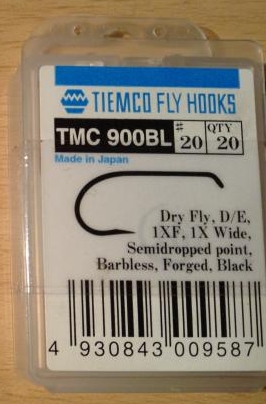 TIEMCO FLY HOOKS
TMC 900BL # 20 QTY 20
Made in Japan
Dry Fly, D/E,
1XF, 1X Wide,
Semidropped point,
Barbless, Forged, Black
4 930843 009587